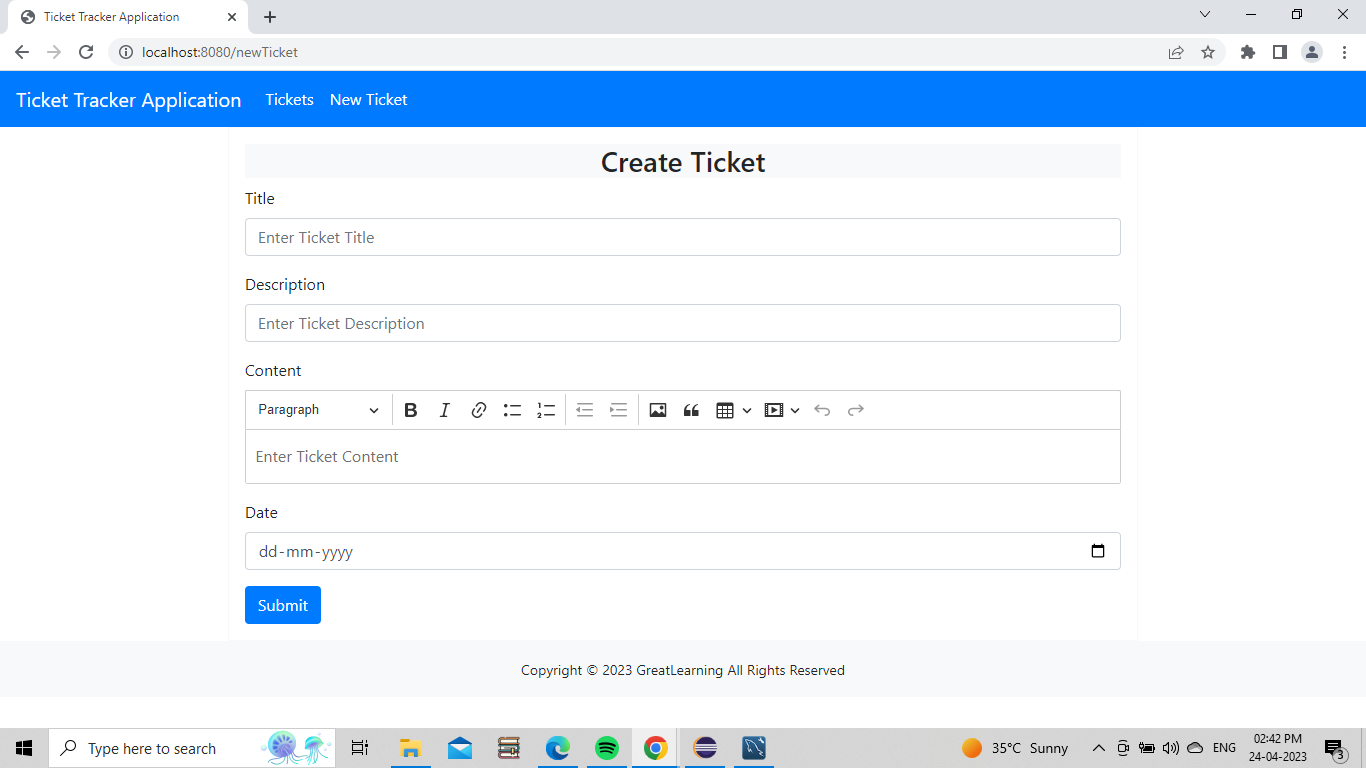 Ticket Tracker Application
localhost:8080/newTicket
Ticket Tracker Application Tickets New Ticket
Create Ticket
Title
Enter Ticket Title
Description
Enter Ticket Description
Content
Paragraph
Enter Ticket Content
Date
dd-mm-yyyy
Submit
Copyright © 2023 GreatLearning All Rights Reserved
Type here to search
35°C Sunny
ENG
02:42 PM
24-04-2023
3